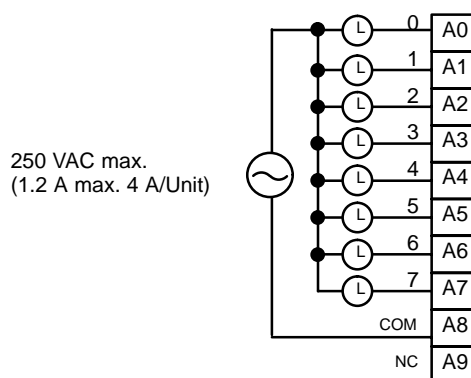 L 0 A0
L 1 A1
L 2 A2
L 3 A3
250 VAC max.
(1.2 A max. 4 A/Unit)
L 4 A4
L 5 A5
L 6 A6
L 7 A7
COM A8
NC A9